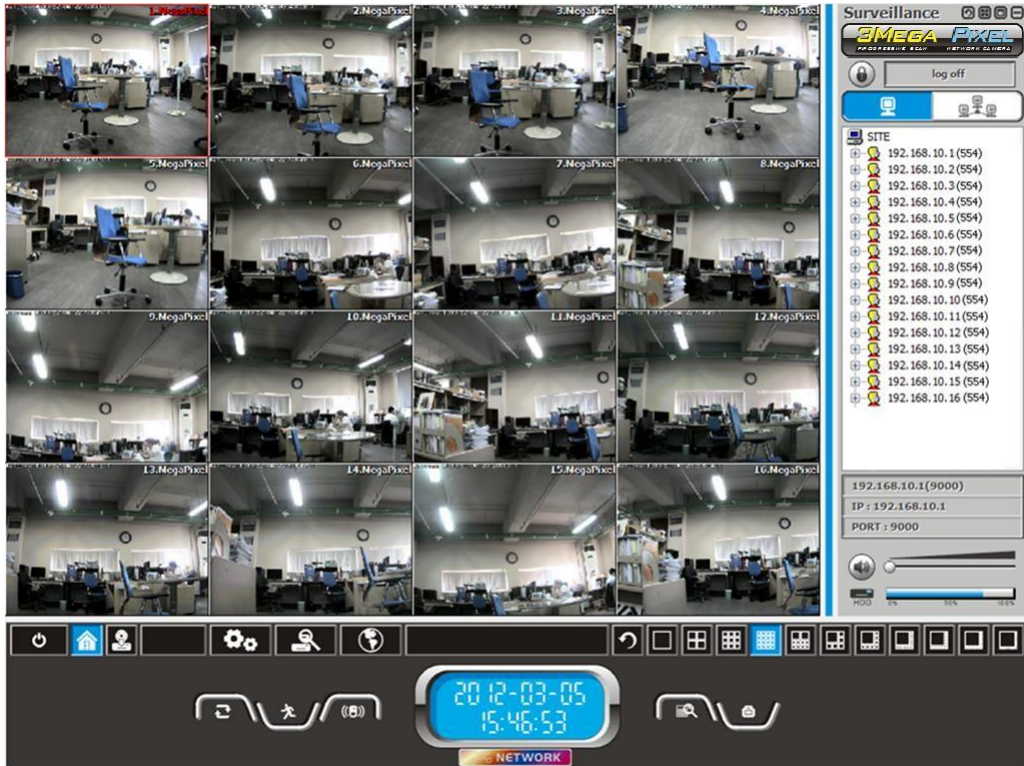 1.MegaPixel
2.MegaPixel
3.MegaPixel
4.MegaPixel
5.MegaPixel
6.MegaPixel
7.MegaPixel
8.MegaPixel
9.MegaPixel
10.MegaPixel
11.MegaPixel
12.MegaPixel
13.MegaPixel
14.MegaPixel
15.MegaPixel
16.MegaPixel
Surveillance
3MEGA PIXEL
PROGRESSIVE SCAN NETWORK CAMERA
log off
SITE
192.168.10.1(554)
192.168.10.2(554)
192.168.10.3(554)
192.168.10.4(554)
192.168.10.5(554)
192.168.10.6(554)
192.168.10.7(554)
192.168.10.8(554)
192.168.10.9(554)
192.168.10.10(554)
192.168.10.11(554)
192.168.10.12(554)
192.168.10.13(554)
192.168.10.14(554)
192.168.10.15(554)
192.168.10.16(554)
192.168.10.1(9000)
IP : 192.168.10.1
PORT : 9000
HDD 0% 50% 100%
2012-03-05
15:46:53
NETWORK